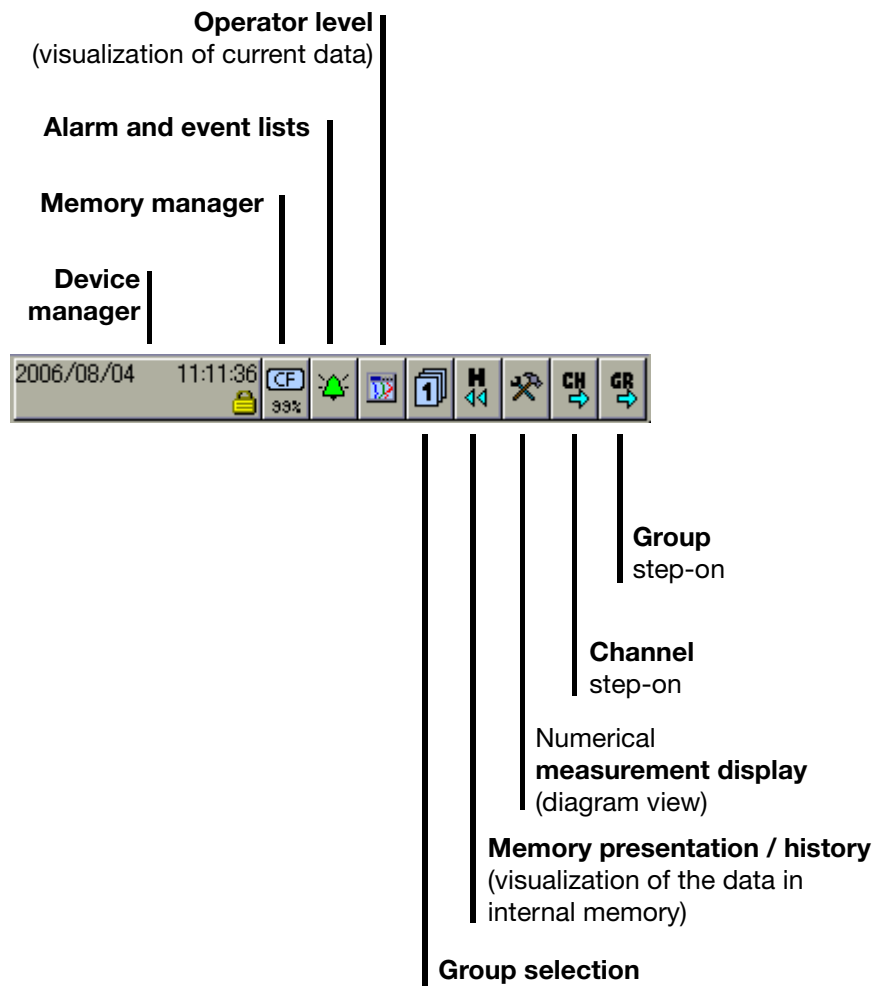 Operator level
(visualization of current data)
Alarm and event lists
Memory manager
Device
manager
2006/08/04 11:11:36
CF
99%
1
H
CH
GR
Group
step-on
Channel
step-on
Numerical
measurement display
(diagram view)
Memory presentation / history
(visualization of the data in
internal memory)
Group selection